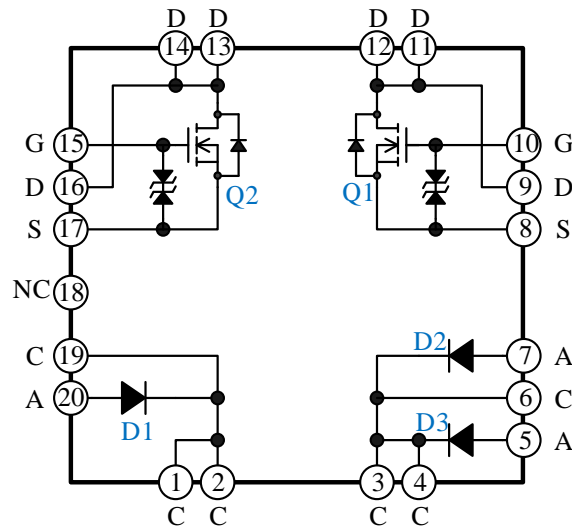 D D D D
14 13 12 11
G 15 10 G
D 16 Q2 Q1 9 D
S 17 8 S
NC 18
C 19 D2 7 A
A 20 6 C
D1 D3 5 A
1 2 3 4
C C C C